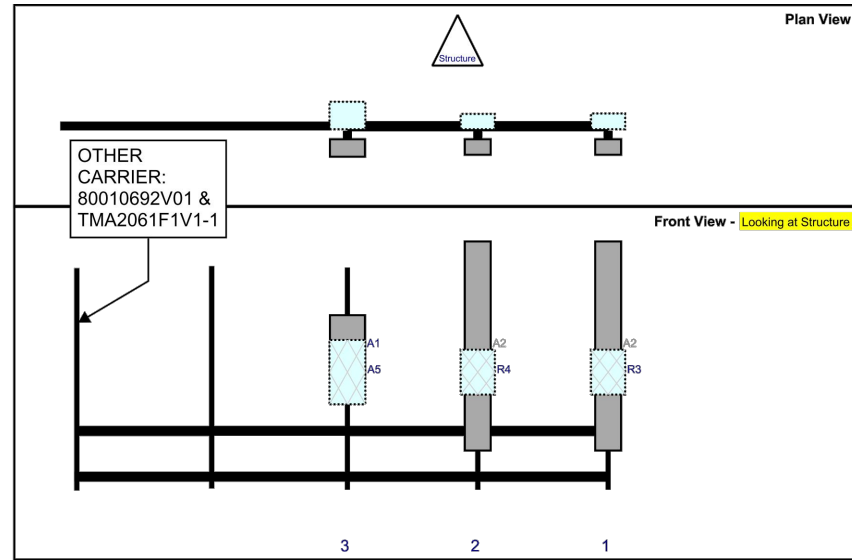 Plan View
Structure
OTHER
CARRIER:
80010692V01 &
TMA2061F1V1-1
Front View - Looking at Structure
A1
A2
A2
A5
R4
R3
3
2
1